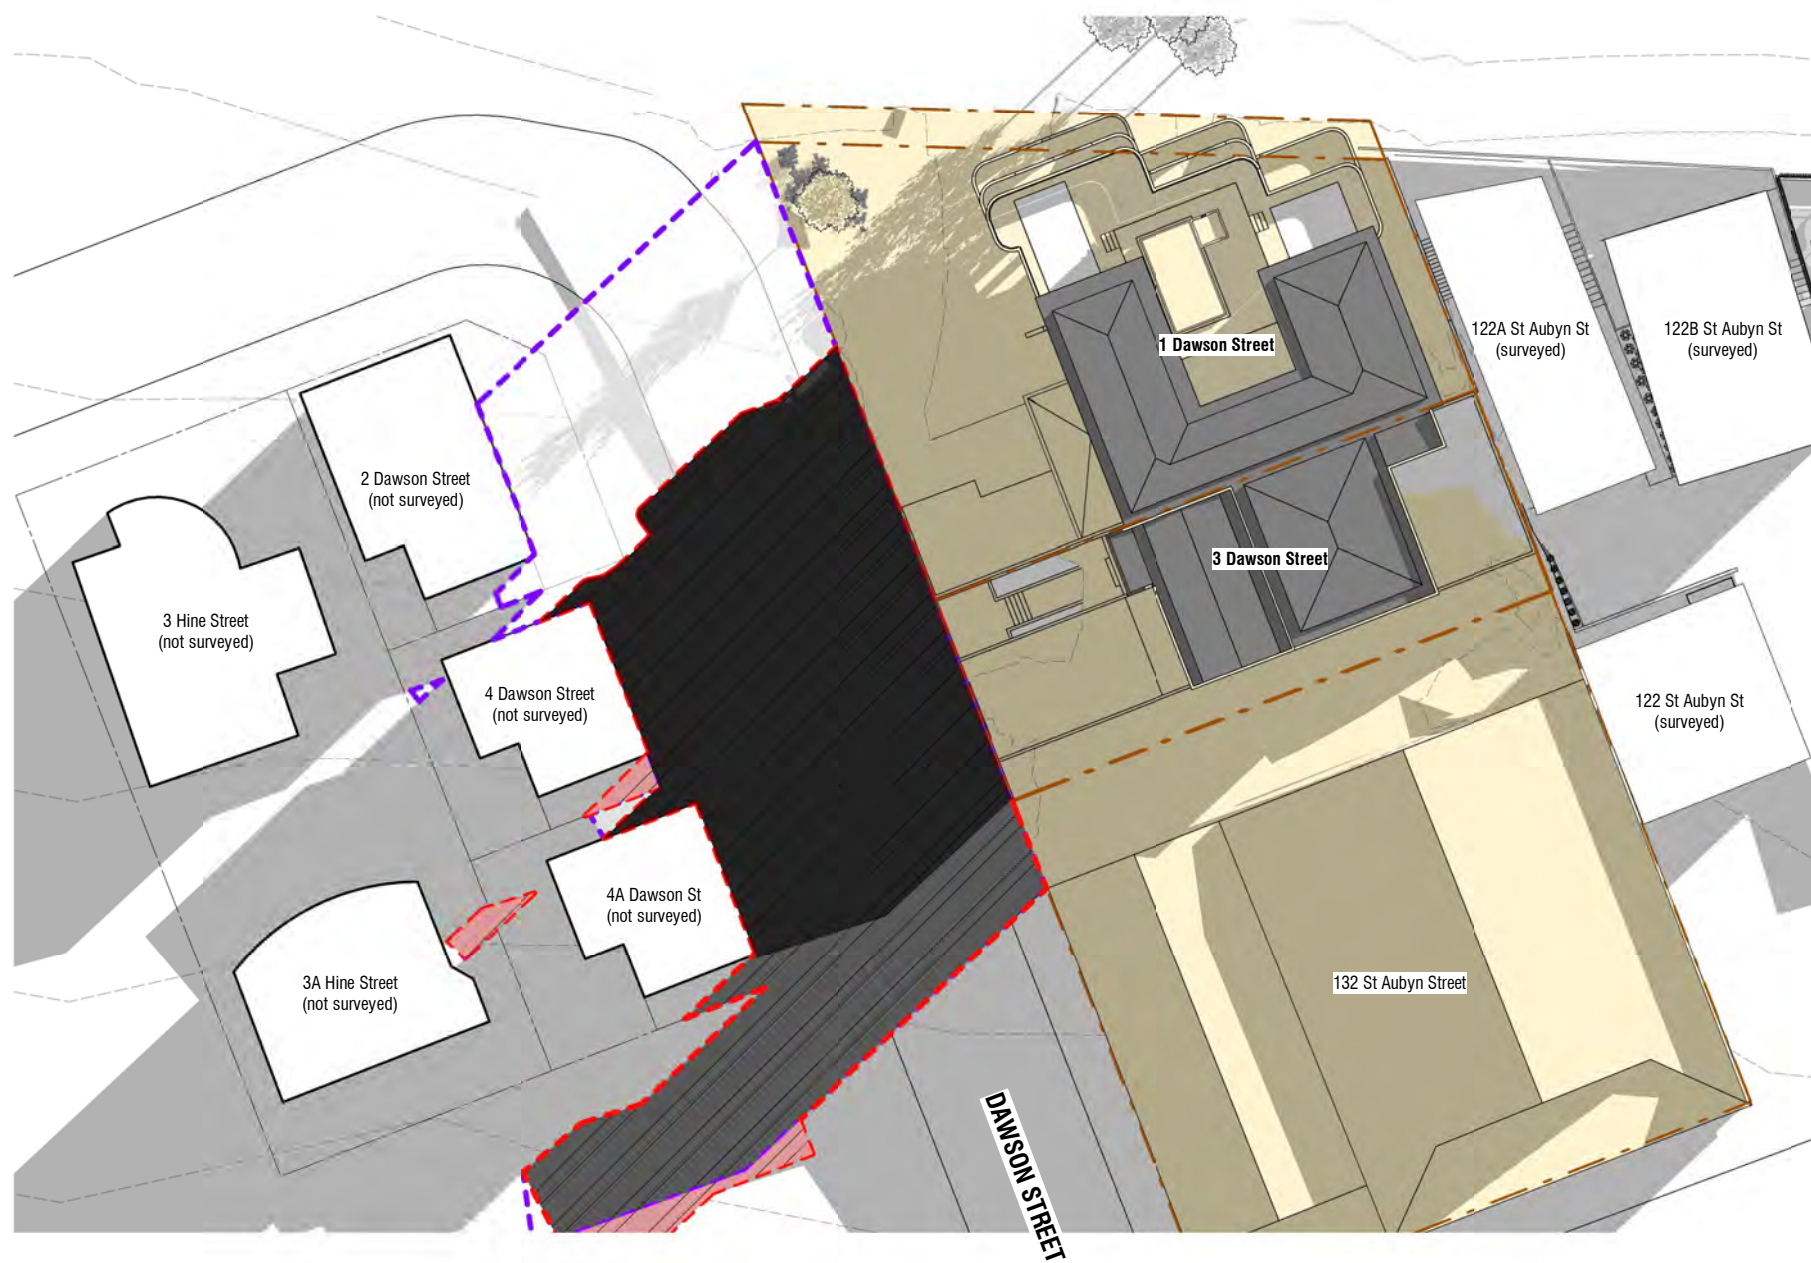 1 Dawson Street
122A St Aubyn St
(surveyed)
122B St Aubyn St
(surveyed)
2 Dawson Street
(not surveyed)
3 Dawson Street
3 Hine Street
(not surveyed)
4 Dawson Street
(not surveyed)
122 St Aubyn St
(surveyed)
4A Dawson St
(not surveyed)
3A Hine Street
(not surveyed)
132 St Aubyn Street
DAWSON STREET